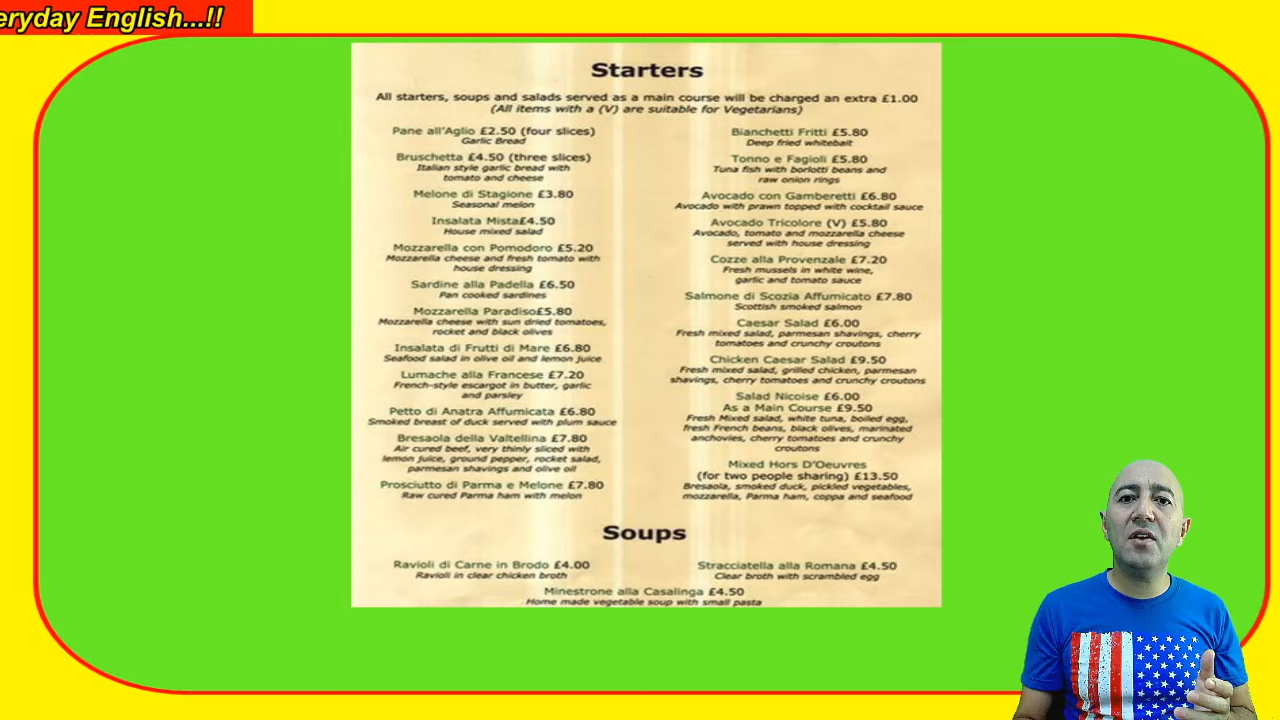 eryday English...!!
Starters
All starters, soups and salads served as a main course will be charged an extra £1.00
(All items with a (V) are suitable for Vegetarians)
Pane all'Aglio £2.50 (four slices)
Garlic Bread
Bruschetta £4.50 (three slices)
Italian style garlic bread with
tomato and cheese
Melone di Stagione £3.80
Seasonal melon
Insalata Mista£4.50
House mixed salad
Mozzarella con Pomodoro £5.20
Mozzarella cheese and fresh tomato with
house dressing
Sardine alla Padella £6.50
Pan cooked sardines
Mozzarella Paradiso£5.80
Mozzarella cheese with sun dried tomatoes,
rocket and black olives
Insalata di Frutti di Mare £6.80
Seafood salad in olive oil and lemon juice
Lumache alla Francese £7.20
French-style escargot in butter, garlic
and parsley
Petto di Anatra Affumicata £6.80
Smoked breast of duck served with plum sauce
Bresaola della Valtellina £7.80
Air cured beef, very thinly sliced with
lemon juice, ground pepper, rocket salad,
parmesan shavings and olive oil
Prosciutto di Parma e Melone £7.80
Raw cured Parma ham with melon
Bianchetti Fritti £5.80
Deep fried whitebait
Tonno e Fagioli £5.80
Tuna fish with borlotti beans and
raw onion rings
Avocado con Gamberetti £6.80
Avocado with prawn topped with cocktail sauce
Avocado Tricolore (V) £5.80
Avocado, tomato and mozzarella cheese
served with house dressing
Cozze alla Provenzale £7.20
Fresh mussels in white wine,
garlic and tomato sauce
Salmone di Scozia Affumicato £7.80
Scottish smoked salmon
Caesar Salad £6.00
Fresh mixed salad, parmesan shavings, cherry
tomatoes and crunchy croutons
Chicken Caesar Salad £9.50
Fresh mixed salad, grilled chicken, parmesan
shavings, cherry tomatoes and crunchy croutons
Salad Nicoise £6.00
As a Main Course £9.50
Fresh Mixed salad, white tuna, boiled egg,
fresh French beans, black olives, marinated
anchovies, cherry tomatoes and crunchy
croutons
Mixed Hors D'Oeuvres
(for two people sharing) £13.50
Bresaola, smoked duck, pickled vegetables,
mozzarella, Parma ham, coppa and seafood
Soups
Ravioli di Carne in Brodo £4.00
Ravioli in clear chicken broth
Stracciatella alla Romana £4.50
Clear broth with scrambled egg
Minestrone alla Casalinga £4.50
Home made vegetable soup with small pasta